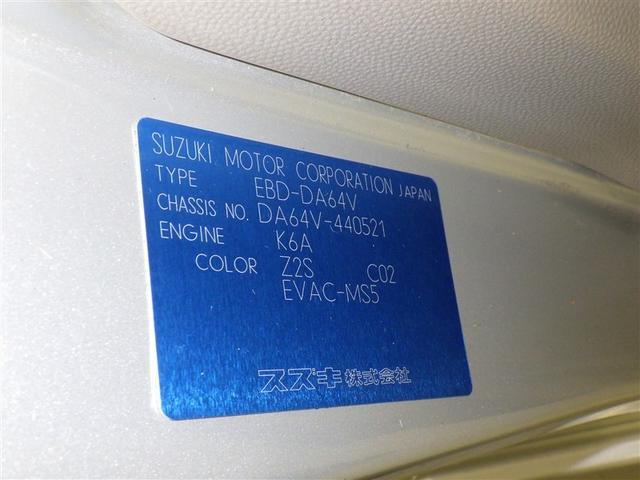 SUZUKI MOTOR CORPORATION JAPAN
TYPE EBD-DA64V
CHASSIS NO. DA64V-440521
ENGINE K6A
COLOR Z2S C02
EVAC-MS5
スズキ株式会社